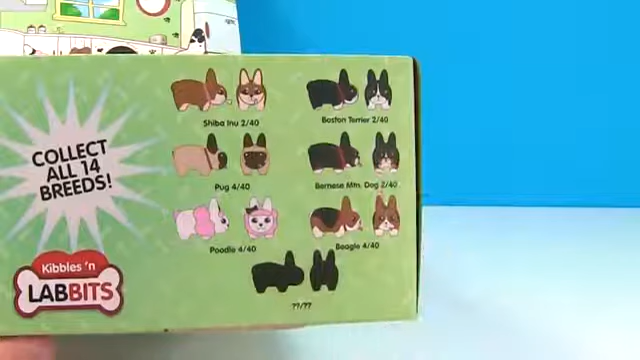 COLLECT
ALL 14
BREEDS!
Kibbles 'n
LABBITS
Shiba Inu 2/40
Boston Terrier 2/40
Pug 4/40
Bernese Mtn. Dog 2/40
Poodle 4/40
Beagle 4/40
??/??